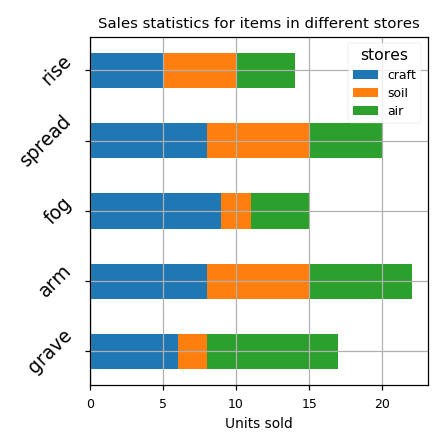 Sales statistics for items in different stores
stores
craft
soil
air
rise
spread
fog
arm
grave
0 5 10 15 20
Units sold